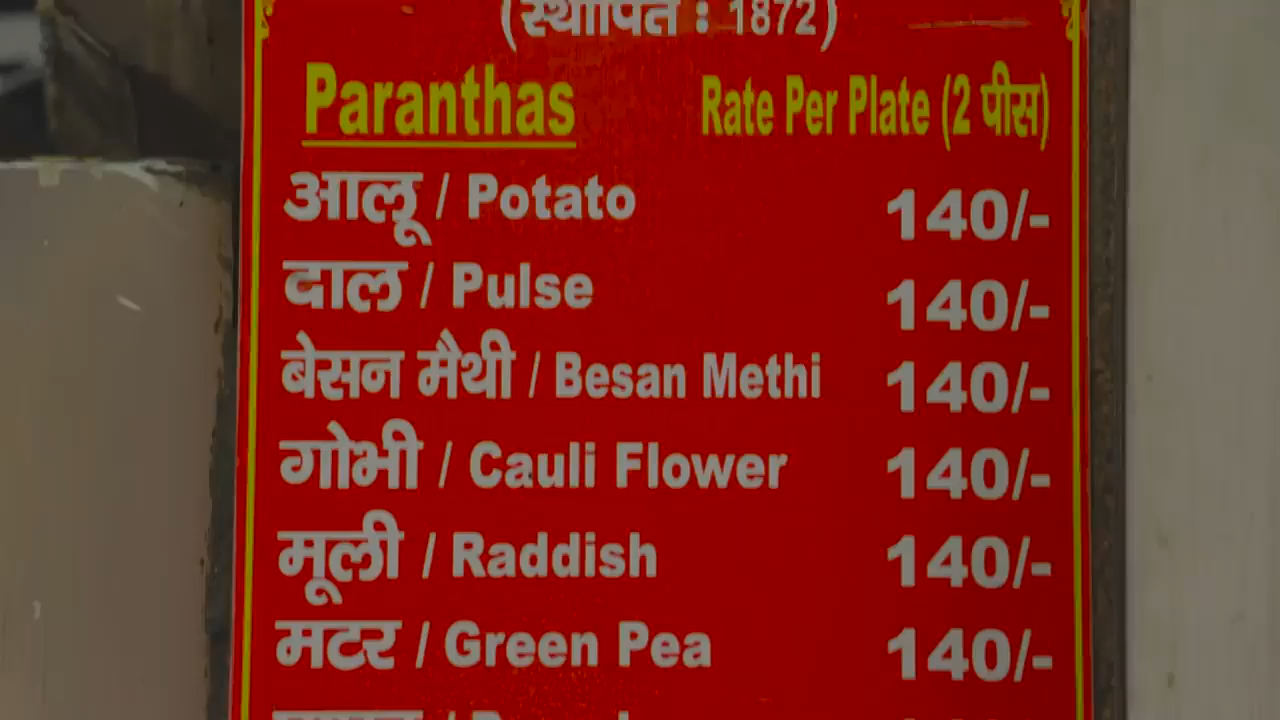 (स्थापित : 1872)
Paranthas Rate Per Plate (2 पीस)
आलू / Potato 140/-
दाल / Pulse 140/-
बेसन मैथी / Besan Methi 140/-
गोभी / Cauli Flower 140/-
मूली / Raddish 140/-
मटर / Green Pea 140/-